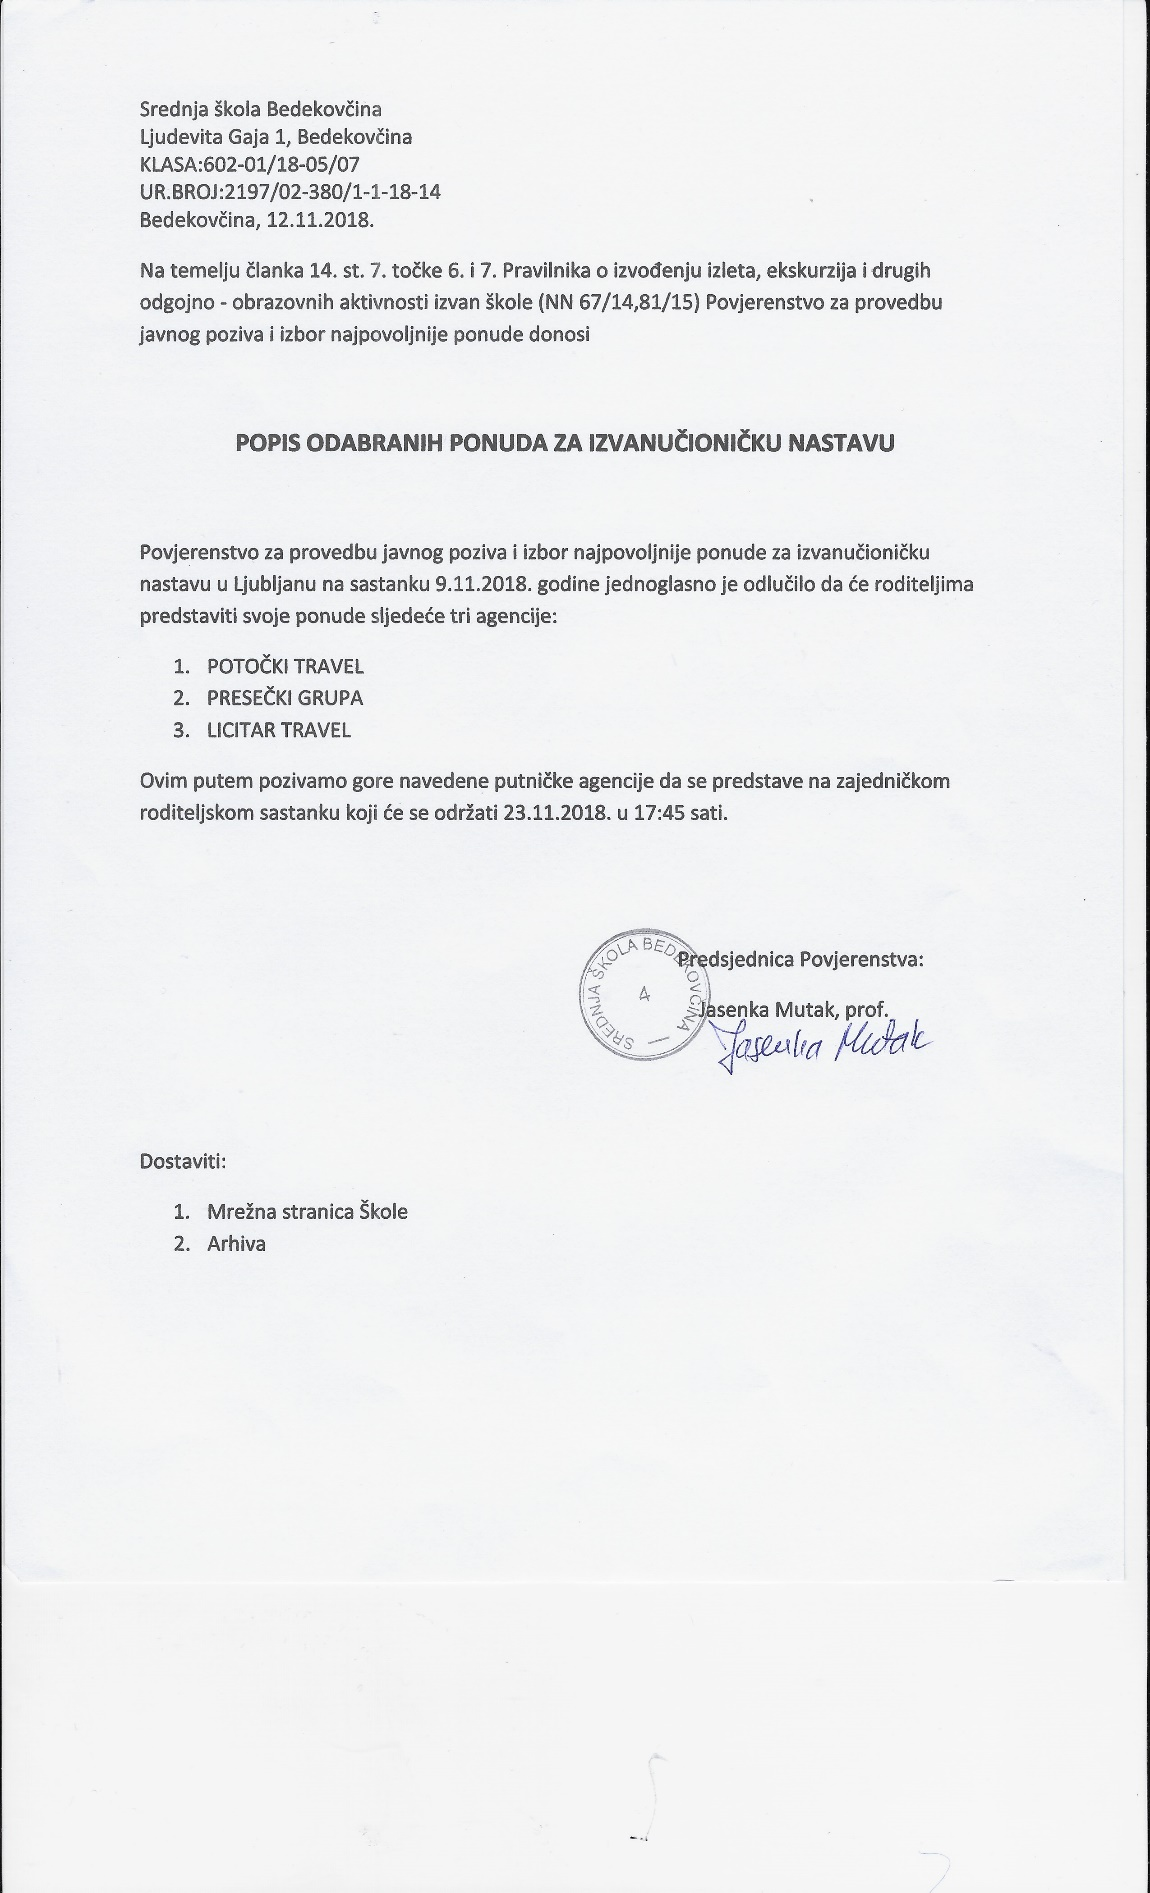 Srednja škola Bedekovčina
Ljudevita Gaja 1, Bedekovčina
KLASA:602-01/18-05/07
UR.BROJ:2197/02-380/1-1-18-14
Bedekovčina, 12.11.2018.
Na temelju članka 14. st. 7. točke 6. i 7. Pravilnika o izvođenju izleta, ekskurzija i drugih
odgojno - obrazovnih aktivnosti izvan škole (NN 67/14,81/15) Povjerenstvo za provedbu
javnog poziva i izbor najpovoljnije ponude donosi
POPIS ODABRANIH PONUDA ZA IZVANUČIONIČKU NASTAVU
Povjerenstvo za provedbu javnog poziva i izbor najpovoljnije ponude za izvanučioničku
nastavu u Ljubljanu na sastanku 9.11.2018. godine jednoglasno je odlučilo da će roditeljima
predstaviti svoje ponude sljedeće tri agencije:
1. POTOČKI TRAVEL
2. PRESEČKI GRUPA
3. LICITAR TRAVEL
Ovim putem pozivamo gore navedene putničke agencije da se predstave na zajedničkom
roditeljskom sastanku koji će se održati 23.11.2018. u 17:45 sati.
SREDNJA ŠKOLA BEDEKOVČINA
4
Predsjednica Povjerenstva:
Jasenka Mutak, prof.
Jasenka Mutak
Dostaviti:
1. Mrežna stranica Škole
2. Arhiva